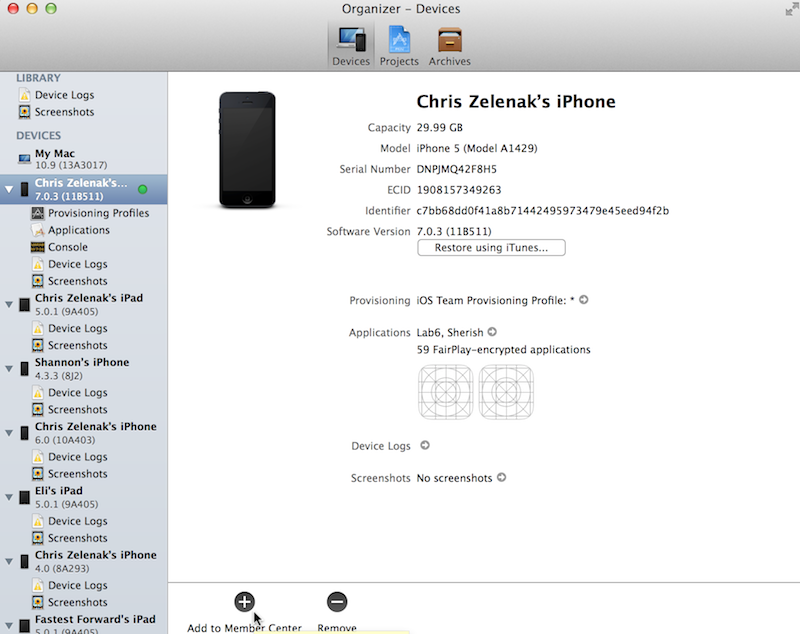 Organizer – Devices
Devices
Projects
Archives
LIBRARY
Device Logs
Screenshots
DEVICES
My Mac
10.9 (13A3017)
Chris Zelenak's...
7.0.3 (11B511)
Provisioning Profiles
Applications
Console
Device Logs
Screenshots
Chris Zelenak's iPad
5.0.1 (9A405)
Device Logs
Screenshots
Shannon's iPhone
4.3.3 (8J2)
Device Logs
Screenshots
Chris Zelenak's iPhone
6.0 (10A403)
Device Logs
Screenshots
Eli's iPad
5.0.1 (9A405)
Device Logs
Screenshots
Chris Zelenak's iPhone
4.0 (8A293)
Device Logs
Screenshots
Fastest Forward's iPad
5.0.1 (9A405)
Chris Zelenak's iPhone
Capacity 29.99 GB
Model iPhone 5 (Model A1429)
Serial Number DNPJMQ42F8H5
ECID 1908157349263
Identifier c7bb68dd0f41a8b71442495973479e45eed94f2b
Software Version 7.0.3 (11B511)
Restore using iTunes...
Provisioning iOS Team Provisioning Profile: *
Applications Lab6, Sherish
59 FairPlay-encrypted applications
Device Logs
Screenshots No screenshots
Add to Member Center
Remove